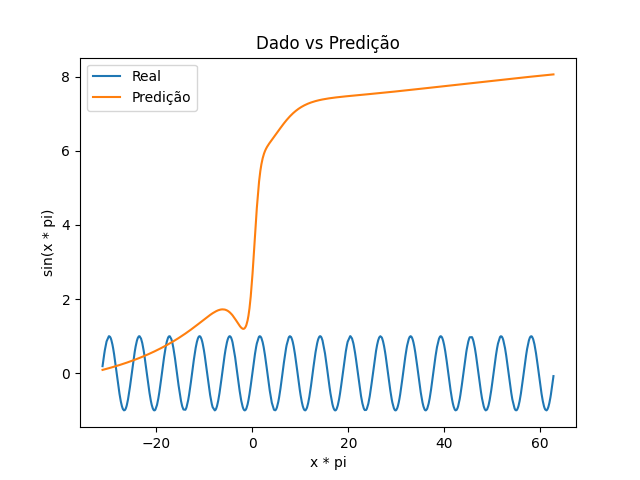 Dado vs Predição
Real
Predição
8
6
4
2
0
sin(x * pi)
−20
0
20
40
60
x * pi